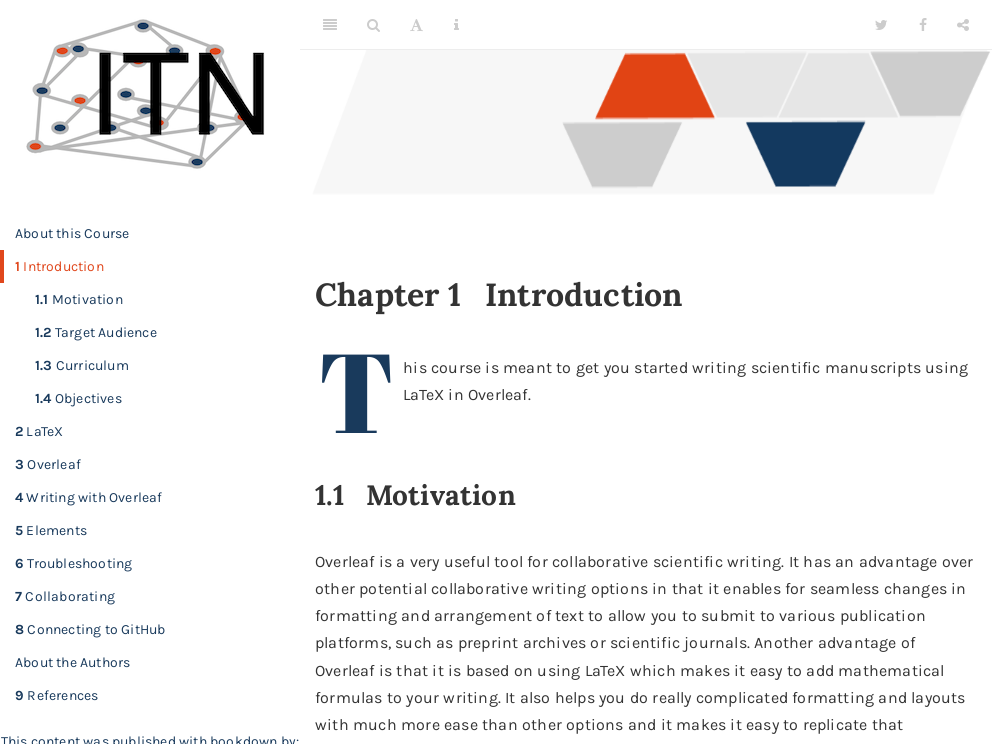 ITN
About this Course
1 Introduction
1.1 Motivation
1.2 Target Audience
1.3 Curriculum
1.4 Objectives
2 LaTeX
3 Overleaf
4 Writing with Overleaf
5 Elements
6 Troubleshooting
7 Collaborating
8 Connecting to GitHub
About the Authors
9 References
This content was published with bookdown by:
Chapter 1 Introduction
This course is meant to get you started writing scientific manuscripts using
LaTeX in Overleaf.
1.1 Motivation
Overleaf is a very useful tool for collaborative scientific writing. It has an advantage over
other potential collaborative writing options in that it enables for seamless changes in
formatting and arrangement of text to allow you to submit to various publication
platforms, such as preprint archives or scientific journals. Another advantage of
Overleaf is that it is based on using LaTeX which makes it easy to add mathematical
formulas to your writing. It also helps you do really complicated formatting and layouts
with much more ease than other options and it makes it easy to replicate that